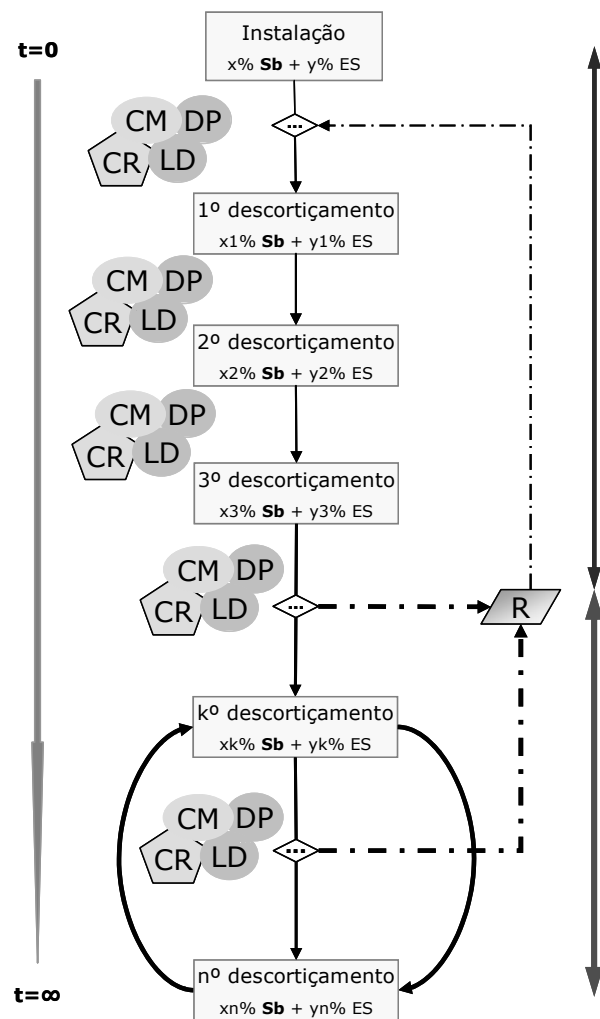 Instalação
x% Sb + y% ES
t=0
CM DP
CR LD
...
1º descortiçamento
x1% Sb + y1% ES
CM DP
CR LD
2º descortiçamento
x2% Sb + y2% ES
CM DP
CR LD
3º descortiçamento
x3% Sb + y3% ES
CM DP
CR LD
...
R
kº descortiçamento
xk% Sb + yk% ES
CM DP
CR LD
...
nº descortiçamento
xn% Sb + yn% ES
t=∞